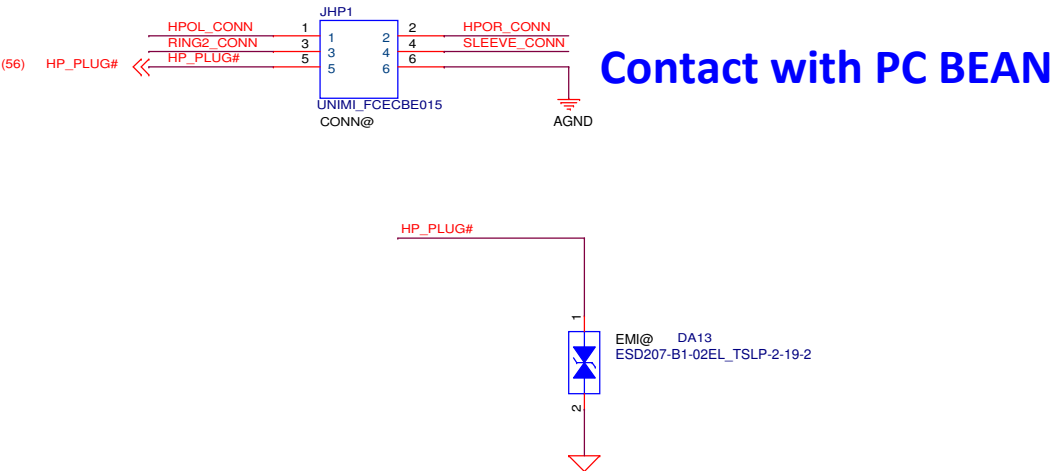 JHP1
HPOL_CONN 1 1 2 2 HPOR_CONN
RING2_CONN 3 3 4 4 SLEEVE_CONN
(56) HP_PLUG# HP_PLUG# 5 5 6 6
Contact with PC BEAN
UNIMI_FCECBE015
CONN@
AGND
HP_PLUG#
1
EMI@ DA13
ESD207-B1-02EL_TSLP-2-19-2
2